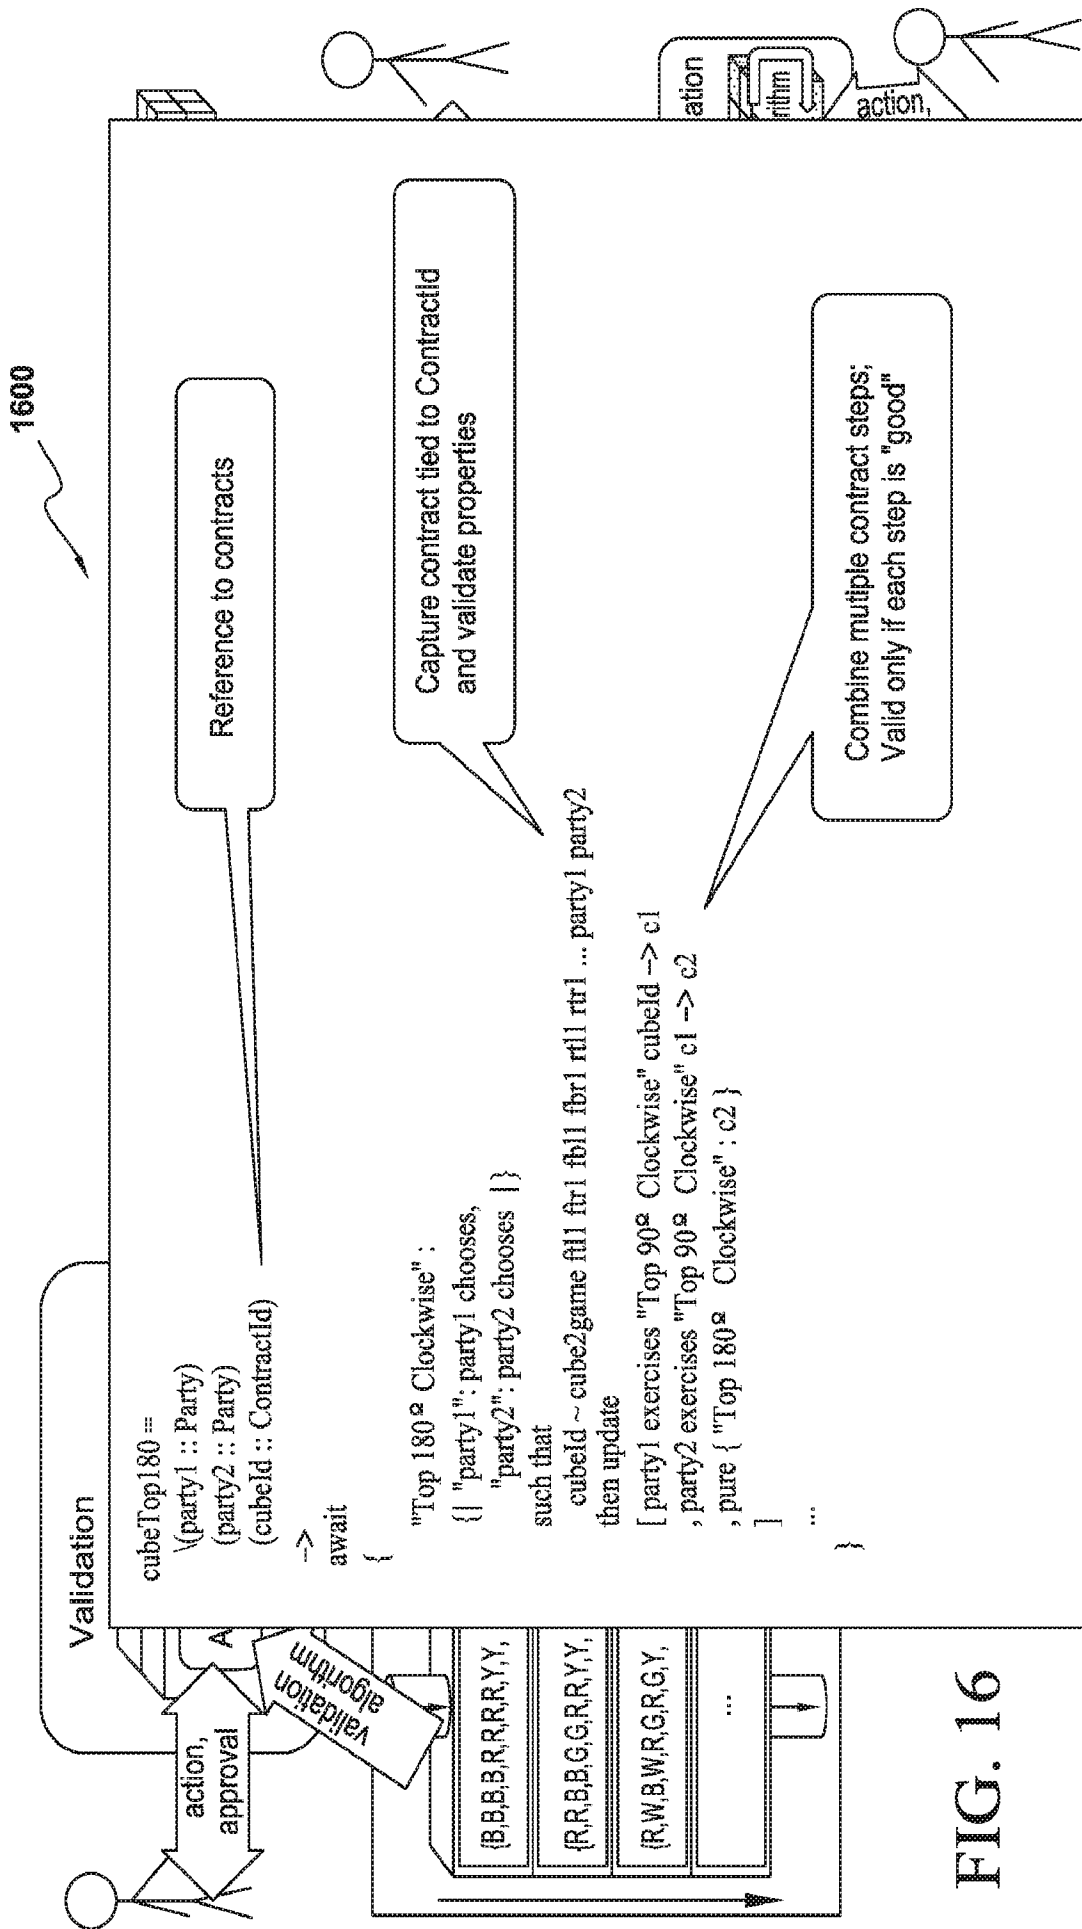 1600
Validation
action,
approval
A
validation
algorithm
{B,B,B,B,R,R,R,R,Y,Y,
{R,R,B,B,G,G,R,R,Y,Y,
{R,W,B,W,R,G,R,G,Y,
...
cubeTop180 =
\(party1 :: Party)
(party2 :: Party)
(cubeId :: ContractId)
->
await
{
"Top 180º Clockwise" :
{| "party1": party1 chooses,
"party2": party2 chooses |}
such that
cubeId ~ cube2game ftl1 ftr1 fbl1 fbr1 rtl1 rtr1 ... party1 party2
then update
[ party1 exercises "Top 90º Clockwise" cubeId --> c1
, party2 exercises "Top 90º Clockwise" c1 --> c2
, pure { "Top 180º Clockwise" : c2 }
]
...
}
Reference to contracts
Capture contract tied to ContractId
and validate properties
Combine mutiple contract steps;
Valid only if each step is "good"
ation
rithm
action,
FIG. 16